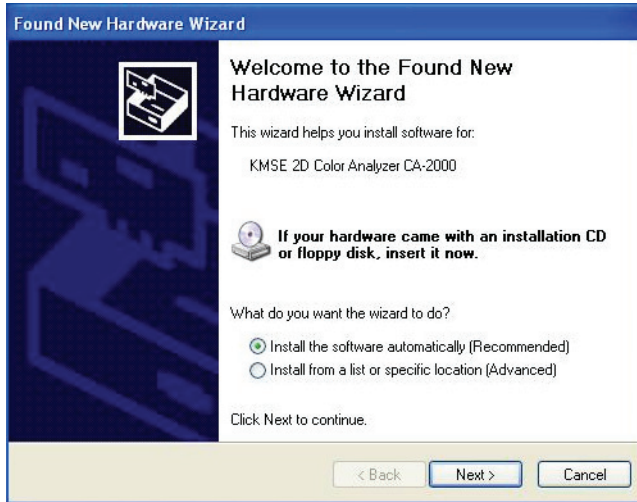 Found New Hardware Wizard
Welcome to the Found New
Hardware Wizard
This wizard helps you install software for:
KMSE 2D Color Analyzer CA-2000
If your hardware came with an installation CD
or floppy disk, insert it now.
What do you want the wizard to do?
Install the software automatically (Recommended)
Install from a list or specific location (Advanced)
Click Next to continue.
< Back Next > Cancel